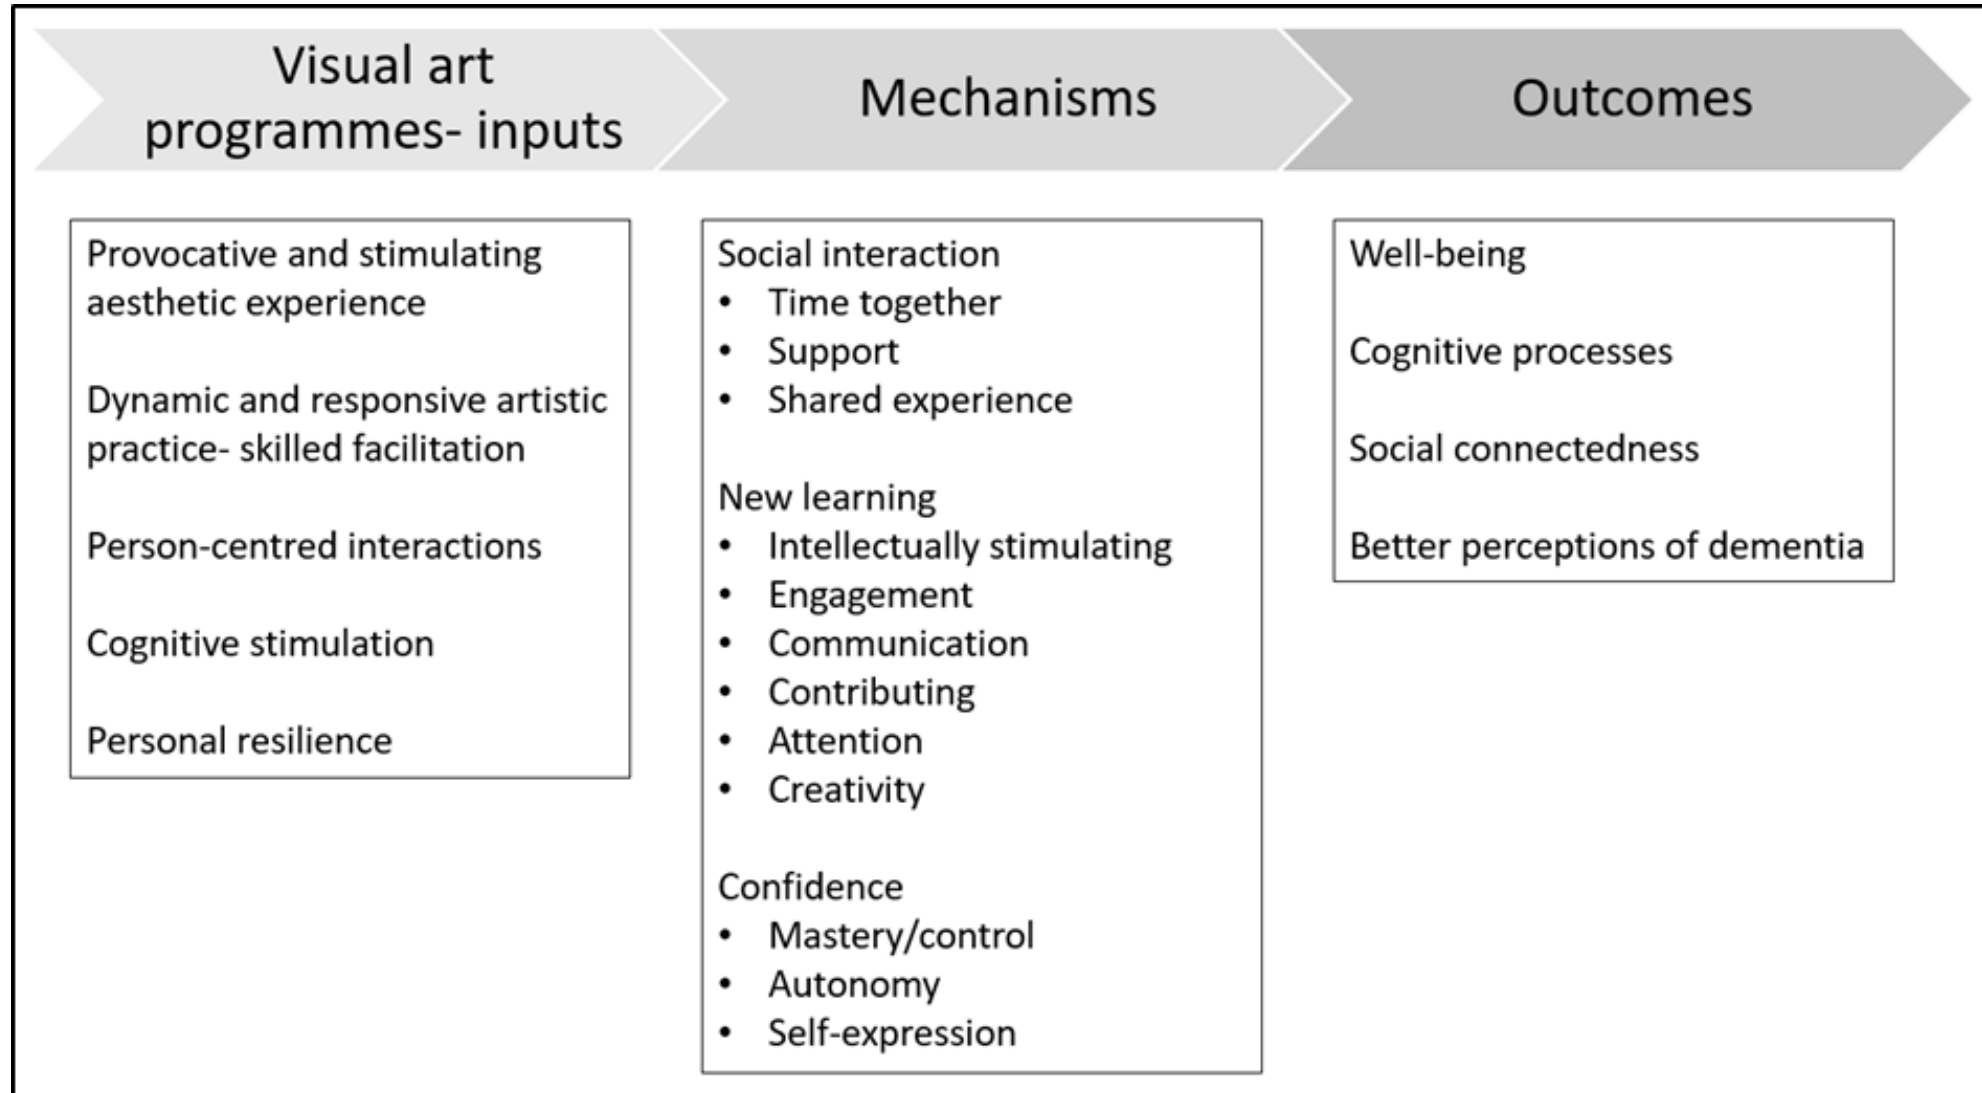 Visual art
programmes- inputs
Mechanisms
Outcomes
Provocative and stimulating
aesthetic experience
Dynamic and responsive artistic
practice- skilled facilitation
Person-centred interactions
Cognitive stimulation
Personal resilience
Social interaction
• Time together
• Support
• Shared experience
New learning
• Intellectually stimulating
• Engagement
• Communication
• Contributing
• Attention
• Creativity
Confidence
• Mastery/control
• Autonomy
• Self-expression
Well-being
Cognitive processes
Social connectedness
Better perceptions of dementia